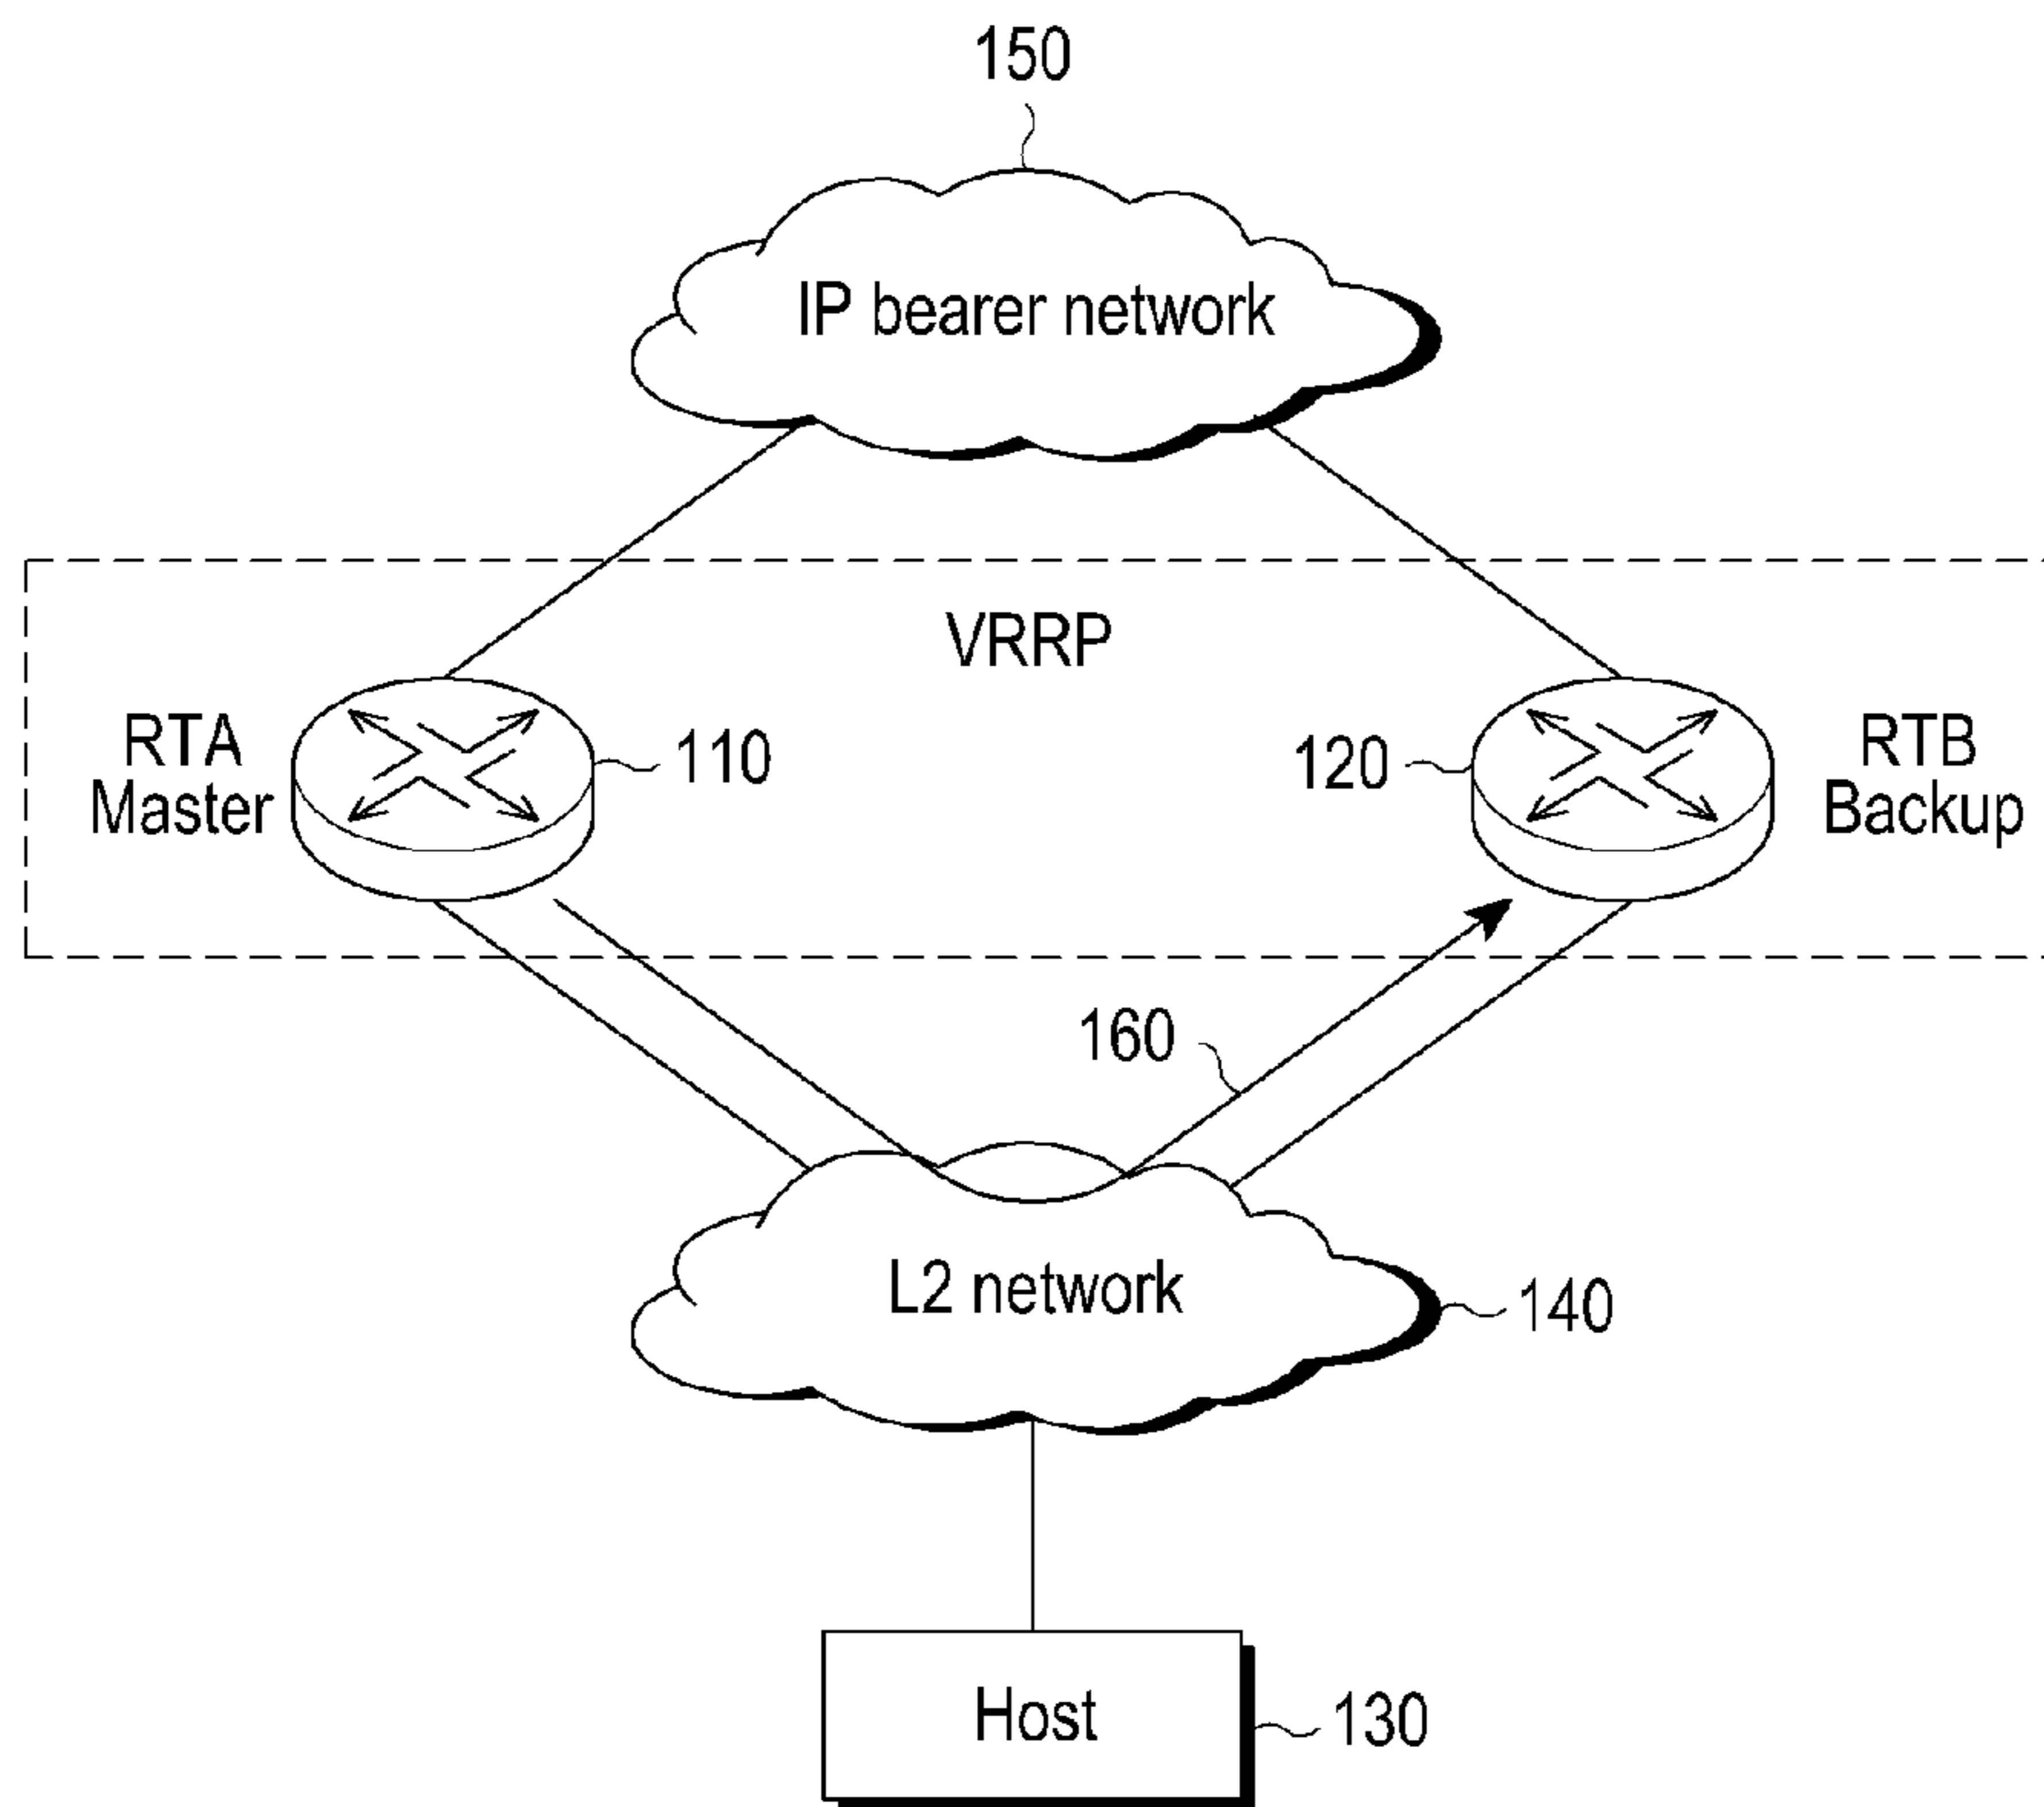 150
IP bearer network
VRRP
RTA
Master
110
120
RTB
Backup
160
L2 network
140
Host
130